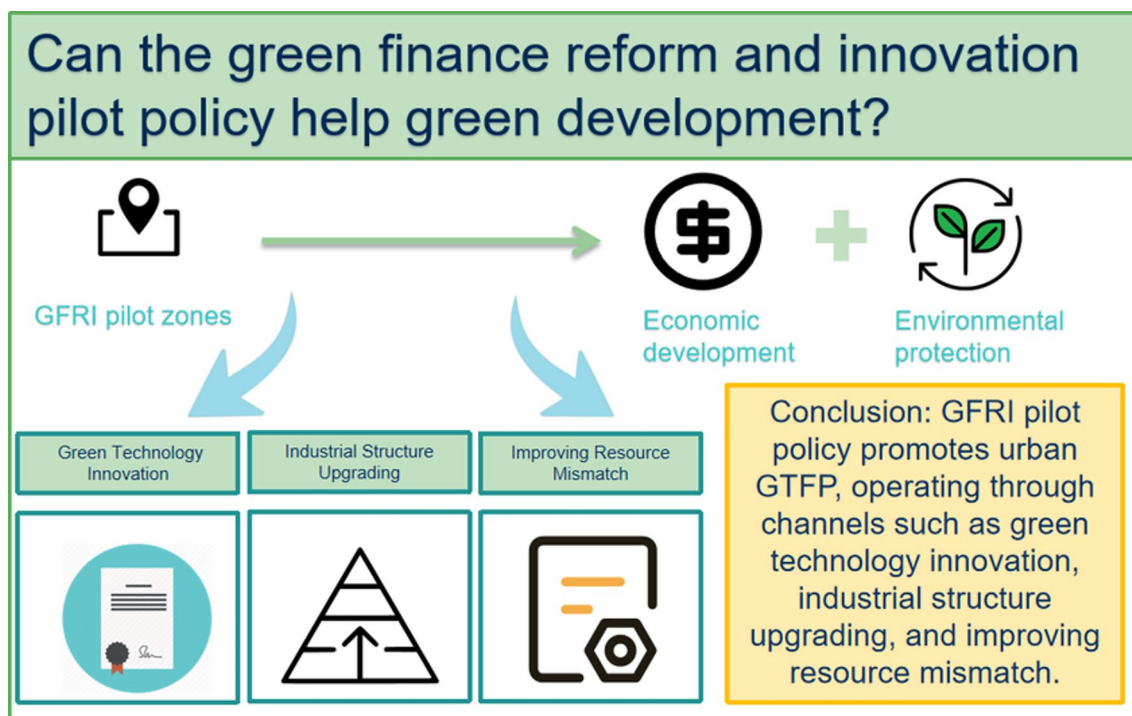 Can the green finance reform and innovation
pilot policy help green development?
GFRI pilot zones
Economic
development
Environmental
protection
Green Technology
Innovation
Industrial Structure
Upgrading
Improving Resource
Mismatch
Conclusion: GFRI pilot
policy promotes urban
GTFP, operating through
channels such as green
technology innovation,
industrial structure
upgrading, and improving
resource mismatch.